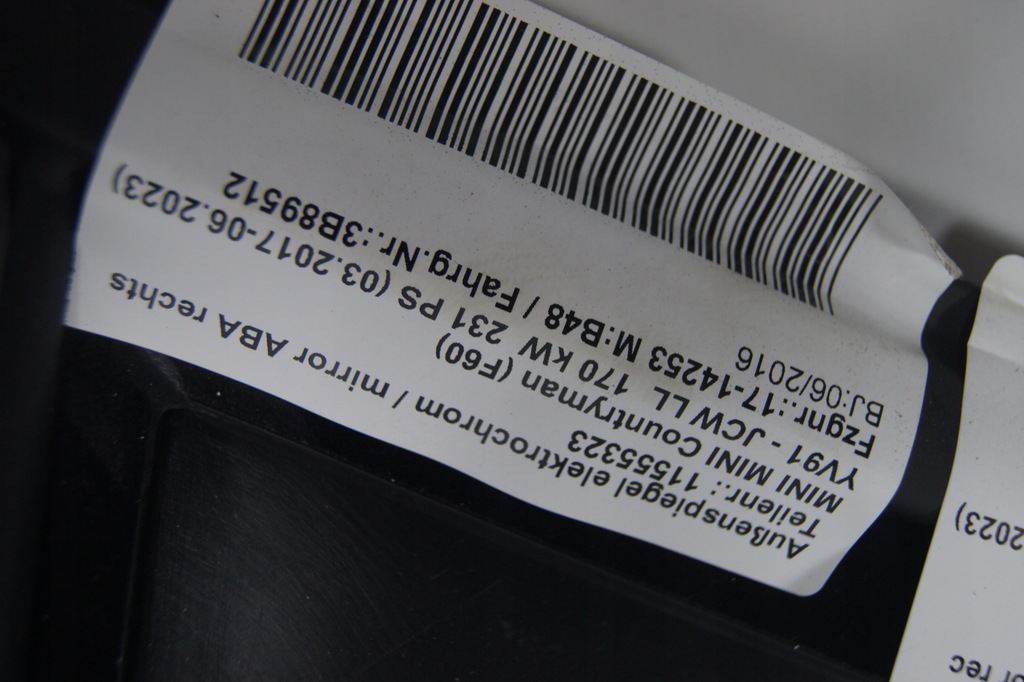 Außenspiegel elektrochrom / mirror ABA rechts
Teilenr.: 11555323
MINI MINI Countryman (F60)
YV91 - JCW LL 170 kW 231 PS (03.2017-06.2023)
Fzgnr.:17-14253 M:B48 / Fahrg.Nr.:3B89512
BJ:06/2016
or rec
2023)